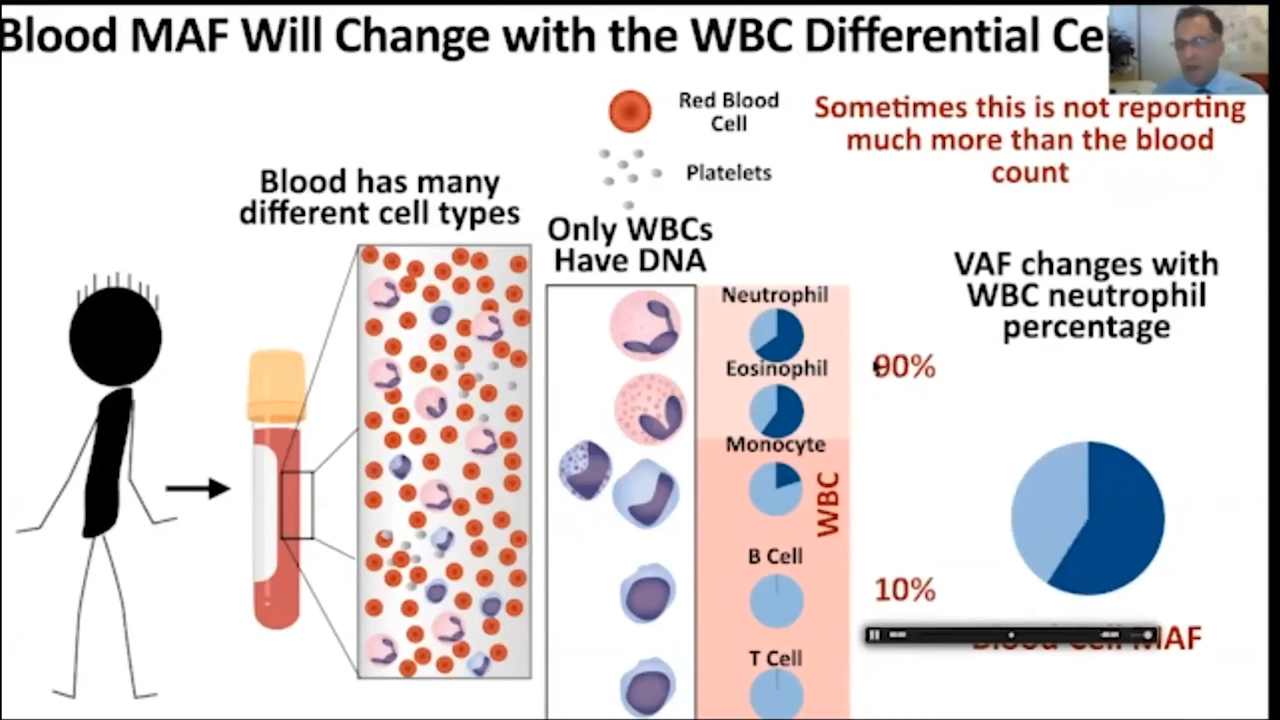 Blood MAF Will Change with the WBC Differential
Red Blood
Cell
Platelets
Sometimes this is not reporting
much more than the blood
count
Blood has many
different cell types
Only WBCs
Have DNA
VAF changes with
WBC neutrophil
percentage
Neutrophil
Eosinophil
90%
Monocyte
WBC
B Cell
10%
Blood Cell MAF
T Cell